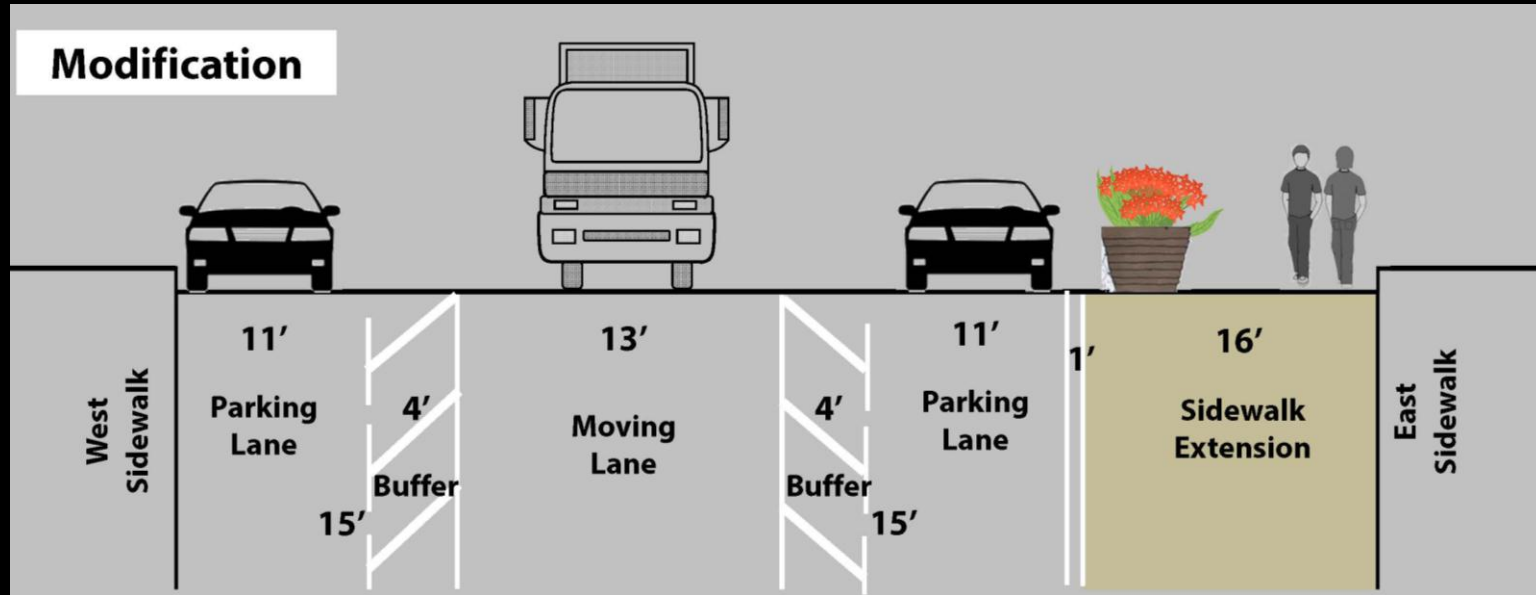 Modification
11’
13’
11’
1’
16’
West
Sidewalk
Parking
Lane
4’
Buffer
15’
Moving
Lane
4’
Buffer
15’
Parking
Lane
Sidewalk
Extension
East
Sidewalk